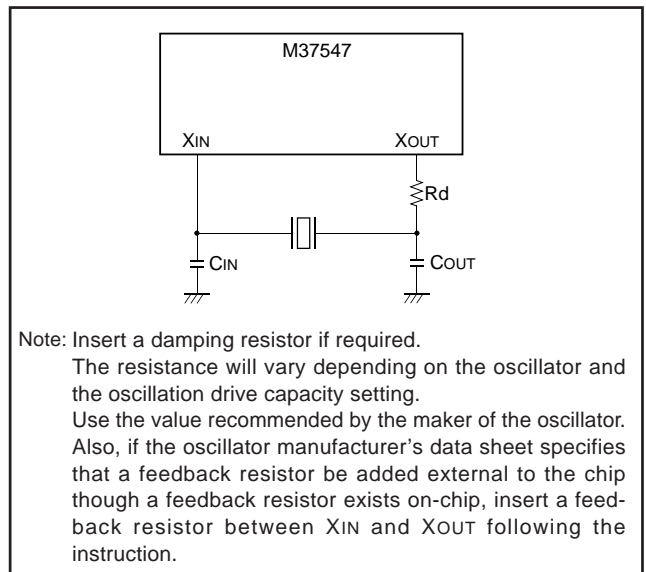 M37547
XIN XOUT
Rd
CIN COUT
Note: Insert a damping resistor if required.
The resistance will vary depending on the oscillator and
the oscillation drive capacity setting.
Use the value recommended by the maker of the oscillator.
Also, if the oscillator manufacturer's data sheet specifies
that a feedback resistor be added external to the chip
though a feedback resistor exists on-chip, insert a feed-
back resistor between XIN and XOUT following the
instruction.